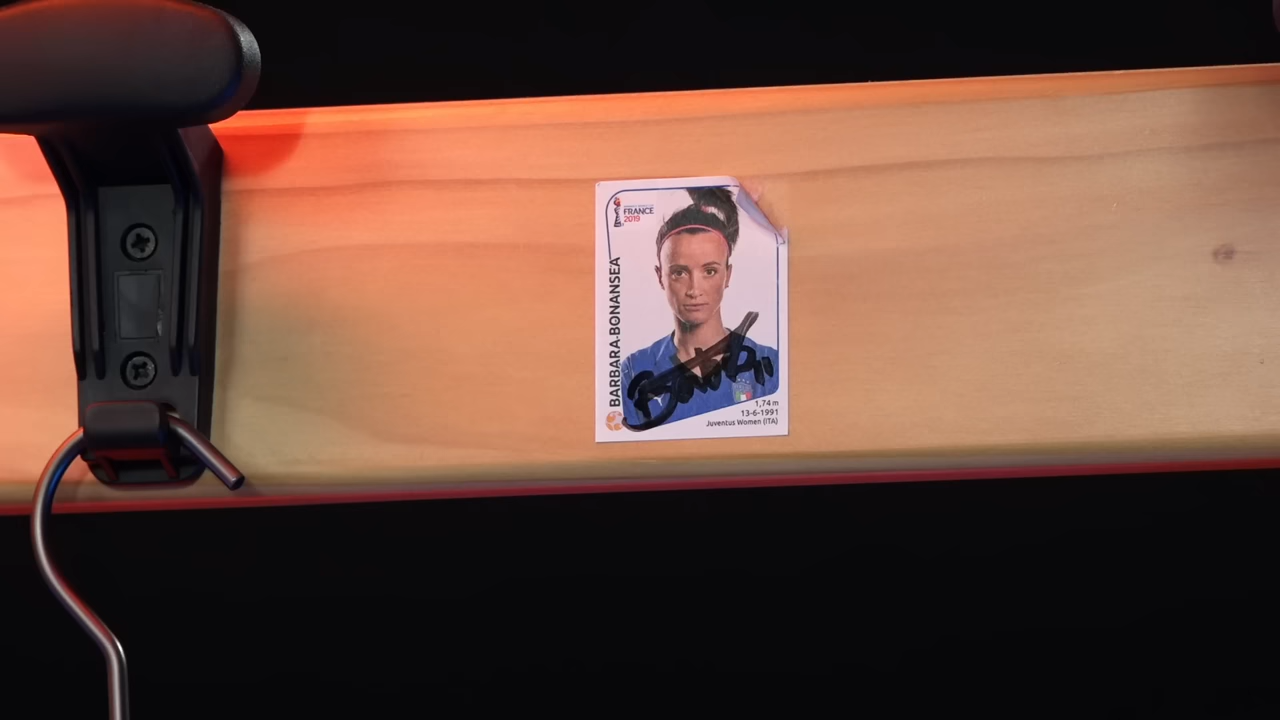 FRANCE
2019
BARBARA BONANSEA
1,74 m
13-6-1991
Juventus Women (ITA)